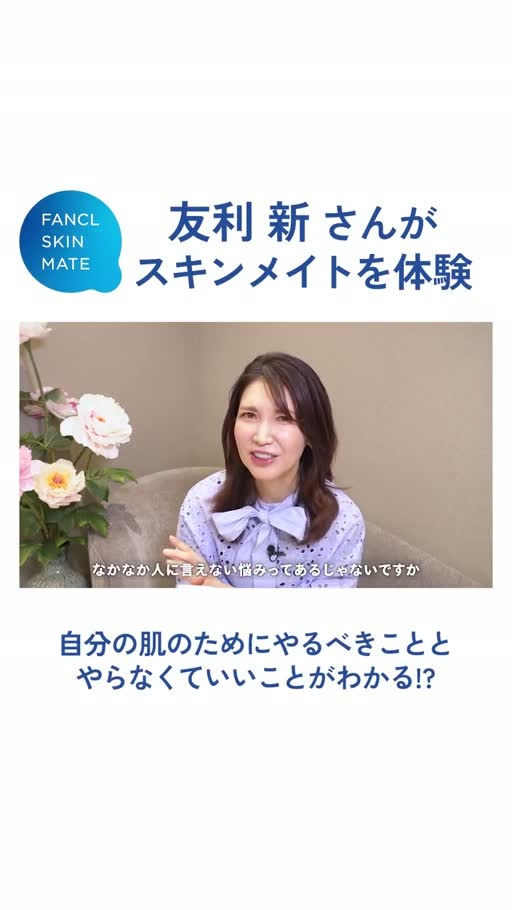 FANCL
SKIN
MATE
友利 新 さんが
スキンメイトを体験
なかなか人に言えない悩みってあるじゃないですか
自分の肌のためにやるべきことと
やらなくていいことがわかる!?